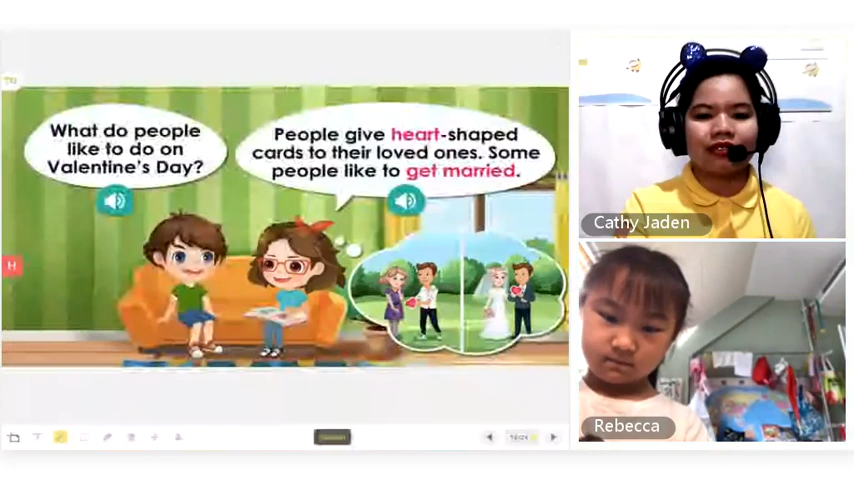 What do people
like to do on
Valentine's Day?
People give heart-shaped
cards to their loved ones. Some
people like to get married.
H
Cathy Jaden
Rebecca